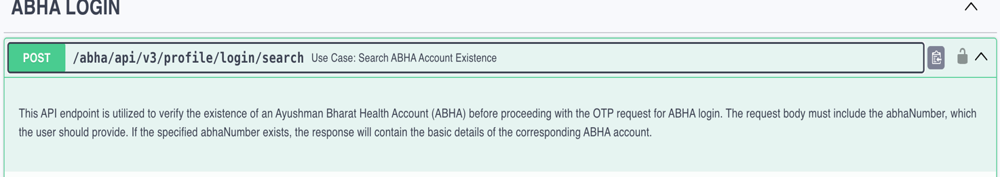 ABHA LOGIN
POST /abha/api/v3/profile/login/search Use Case: Search ABHA Account Existence
This API endpoint is utilized to verify the existence of an Ayushman Bharat Health Account (ABHA) before proceeding with the OTP request for ABHA login. The request body must include the abhaNumber, which
the user should provide. If the specified abhaNumber exists, the response will contain the basic details of the corresponding ABHA account.